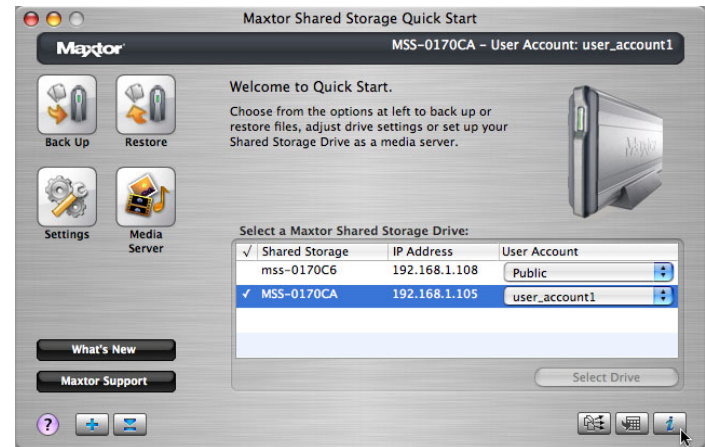 Maxtor Shared Storage Quick Start
Maxtor
MSS-0170CA – User Account: user_account1
Back Up
Restore
Settings
Media
Server
What's New
Maxtor Support
Welcome to Quick Start.
Choose from the options at left to back up or
restore files, adjust drive settings or set up your
Shared Storage Drive as a media server.
Maxtor
Select a Maxtor Shared Storage Drive:
√ Shared Storage IP Address User Account
mss-0170C6 192.168.1.108 Public
✓ MSS-0170CA 192.168.1.105 user_account1
Select Drive
?
i